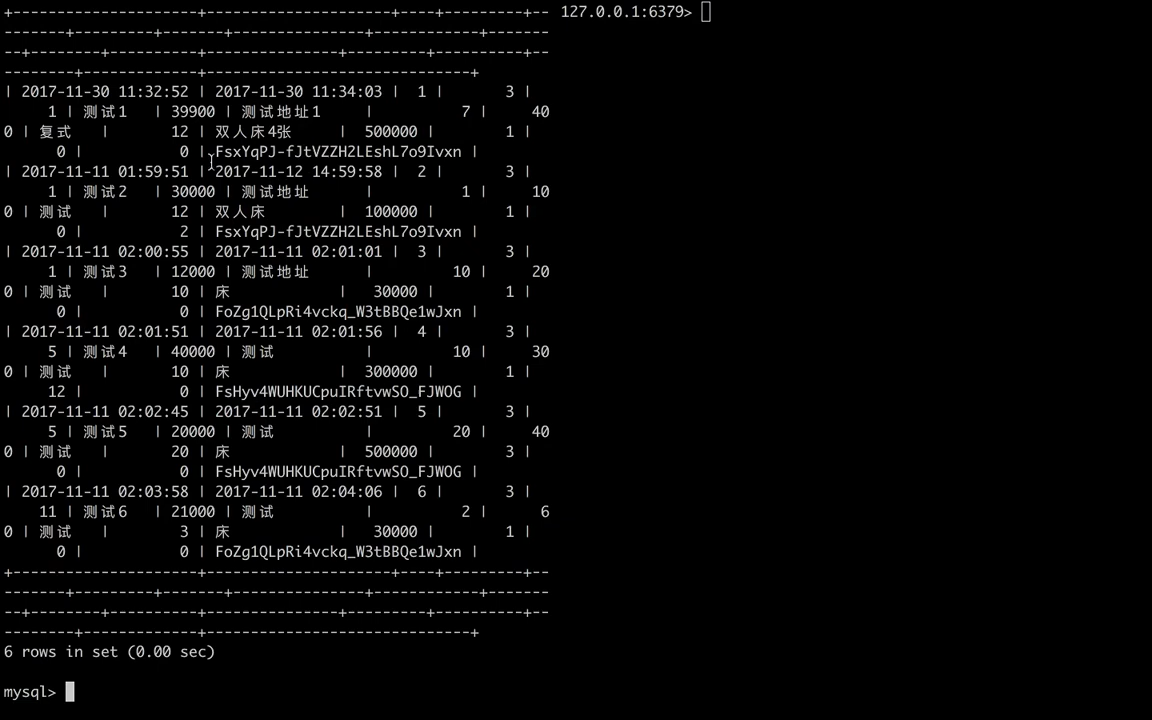 +---------------------+---------------------+----+---------+--
-------+---------+--------+---------------+------------+-------
--+--------+------------+---------------+---------+----------+--
--------+------------+-----------------------------+
| 2017-11-30 11:32:52 | 2017-11-30 11:34:03 | 1 | 3 |
1 | 测试1 | 39900 | 测试地址1 | 7 | 40
0 | 复式 | 12 | 双人床4张 | 500000 | 1 |
0 | 0 | FsxYqPJ-fJtVZZH2LEshL7o9Ivxn |
| 2017-11-11 01:59:51 | 2017-11-12 14:59:58 | 2 | 3 |
1 | 测试2 | 30000 | 测试地址 | 1 | 10
0 | 测试 | 12 | 双人床 | 100000 | 1 |
0 | 2 | FsxYqPJ-fJtVZZH2LEshL7o9Ivxn |
| 2017-11-11 02:00:55 | 2017-11-11 02:01:01 | 3 | 3 |
1 | 测试3 | 12000 | 测试地址 | 10 | 20
0 | 测试 | 10 | 床 | 30000 | 1 |
0 | 0 | FoZg1QLpRi4vckq_W3tBBQe1wJxn |
| 2017-11-11 02:01:51 | 2017-11-11 02:01:56 | 4 | 3 |
5 | 测试4 | 40000 | 测试 | 10 | 30
0 | 测试 | 10 | 床 | 300000 | 1 |
12 | 0 | FsHyv4WUHKUCpuIRftvwSO_FJWOG |
| 2017-11-11 02:02:45 | 2017-11-11 02:02:51 | 5 | 3 |
5 | 测试5 | 20000 | 测试 | 20 | 40
0 | 测试 | 20 | 床 | 500000 | 3 |
0 | 0 | FsHyv4WUHKUCpuIRftvwSO_FJWOG |
| 2017-11-11 02:03:58 | 2017-11-11 02:04:06 | 6 | 3 |
11 | 测试6 | 21000 | 测试 | 2 | 6
0 | 测试 | 3 | 床 | 30000 | 1 |
0 | 0 | FoZg1QLpRi4vckq_W3tBBQe1wJxn |
+---------------------+---------------------+----+---------+--
-------+---------+--------+---------------+------------+-------
--+--------+------------+---------------+---------+----------+--
--------+------------+-----------------------------+
6 rows in set (0.00 sec)
mysql>
127.0.0.1:6379>